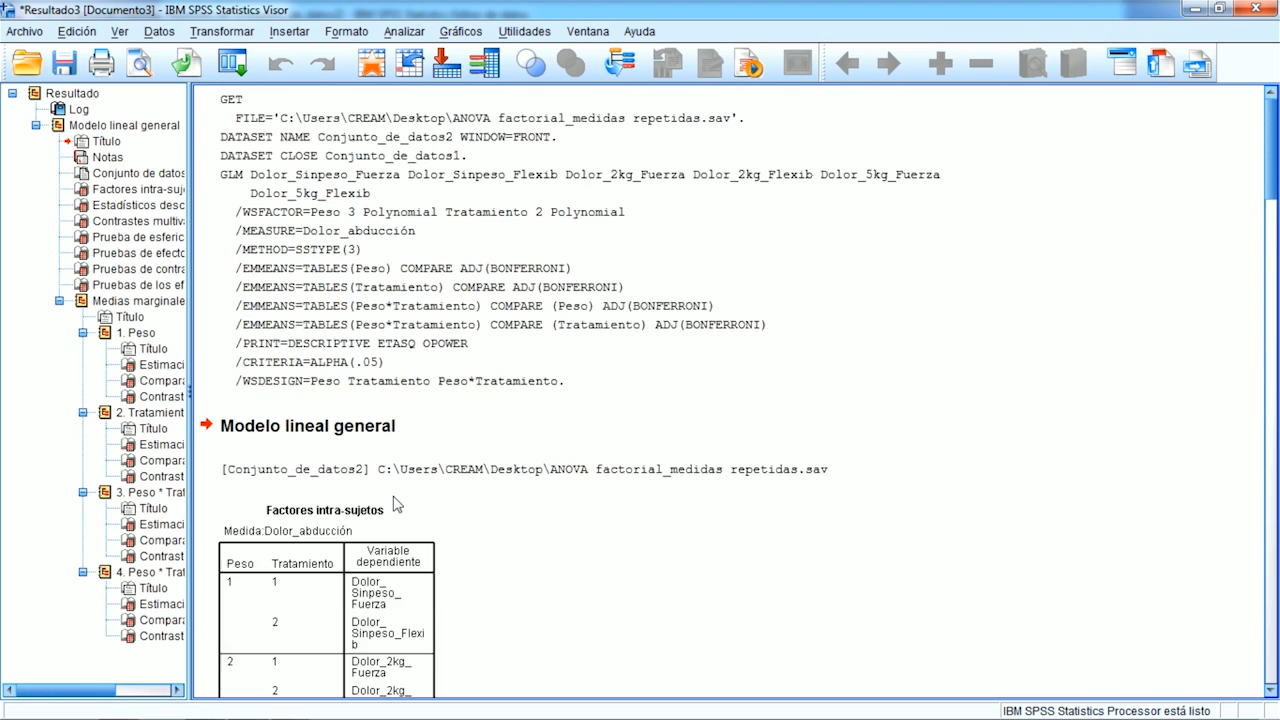 *Resultado3 [Documento3] - IBM SPSS Statistics Visor
Archivo Edición Ver Datos Transformar Insertar Formato Analizar Gráficos Utilidades Ventana Ayuda
Resultado
Log
Modelo lineal general
Título
Notas
Conjunto de datos
Factores intra-suj
Estadísticos desc
Contrastes multiv
Prueba de esferic
Pruebas de efecto
Pruebas de contra
Pruebas de los ef
Medias marginale
Título
1. Peso
Título
Estimaci
Compara
Contrast
2. Tratamient
Título
Estimaci
Compara
Contrast
3. Peso * Trat
Título
Estimaci
Compara
Contrast
4. Peso * Trat
Título
Estimaci
Compara
Contrast
GET
FILE='C:\Users\CREAM\Desktop\ANOVA factorial_medidas repetidas.sav'.
DATASET NAME Conjunto_de_datos2 WINDOW=FRONT.
DATASET CLOSE Conjunto_de_datos1.
GLM Dolor_Sinpeso_Fuerza Dolor_Sinpeso_Flexib Dolor_2kg_Fuerza Dolor_2kg_Flexib Dolor_5kg_Fuerza
Dolor_5kg_Flexib
/WSFACTOR=Peso 3 Polynomial Tratamiento 2 Polynomial
/MEASURE=Dolor_abducción
/METHOD=SSTYPE(3)
/EMMEANS=TABLES(Peso) COMPARE ADJ(BONFERRONI)
/EMMEANS=TABLES(Tratamiento) COMPARE ADJ(BONFERRONI)
/EMMEANS=TABLES(Peso*Tratamiento) COMPARE (Peso) ADJ(BONFERRONI)
/EMMEANS=TABLES(Peso*Tratamiento) COMPARE (Tratamiento) ADJ(BONFERRONI)
/PRINT=DESCRIPTIVE ETASQ OPOWER
/CRITERIA=ALPHA(.05)
/WSDESIGN=Peso Tratamiento Peso*Tratamiento.
Modelo lineal general
[Conjunto_de_datos2] C:\Users\CREAM\Desktop\ANOVA factorial_medidas repetidas.sav
Factores intra-sujetos
Medida:Dolor_abducción
Peso Tratamiento Variable
dependiente
1 1 Dolor_
Sinpeso_
Fuerza
2 Dolor_
Sinpeso_Flexi
b
2 1 Dolor_2kg_
Fuerza
2 Dolor_2kg_
IBM SPSS Statistics Processor está listo